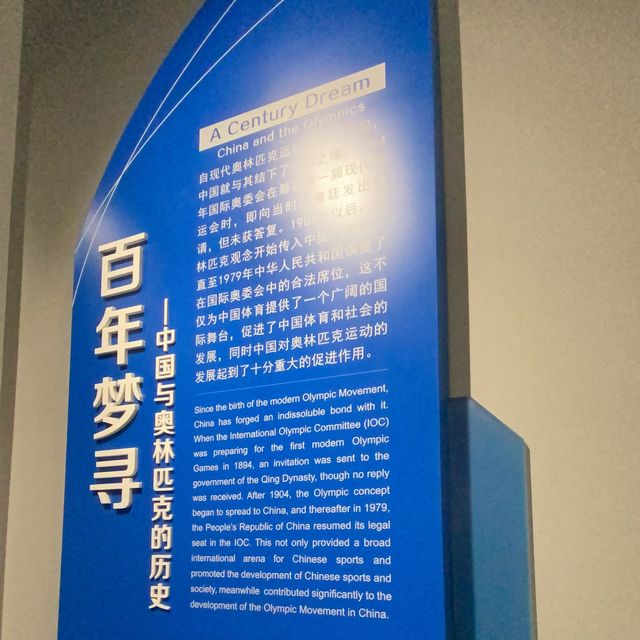 A Century Dream
China and the Olympics
自现代奥林匹克运
中国就与其结下了 之缘
年国际奥委会在筹 一届现代
运会时，即向当时 清廷发出
请，但未获答复。 以后，
林匹克观念开始传入中国
直至1979年中华人民共和国恢复了
在国际奥委会中的合法席位，这不
仅为中国体育提供了一个广阔的国
际舞台，促进了中国体育和社会的
发展，同时中国对奥林匹克运动的
发展起到了十分重大的促进作用。
百年梦寻
—中国与奥林匹克的历史
Since the birth of the modern Olympic Movement,
China has forged an indissoluble bond with it.
When the International Olympic Committee (IOC)
was preparing for the first modern Olympic
Games in 1894, an invitation was sent to the
government of the Qing Dynasty, though no reply
was received. After 1904, the Olympic concept
began to spread to China, and thereafter in 1979,
the People's Republic of China resumed its legal
seat in the IOC. This not only provided a broad
international arena for Chinese sports and
promoted the development of Chinese sports and
society, meanwhile contributed significantly to the
development of the Olympic Movement in China.